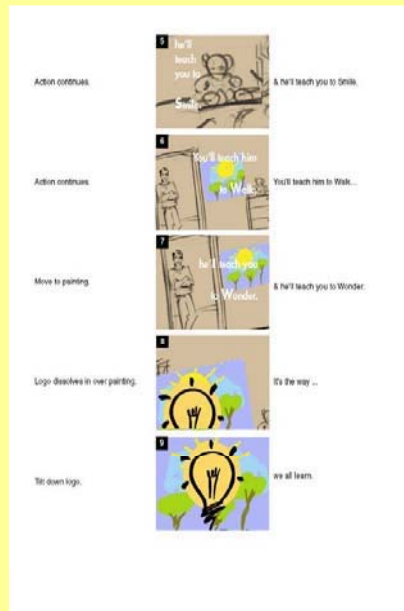 5
he'll
teach
you to
Smile.
Action continues.
& he'll teach you to Smile.
6
You'll teach him
to Walk
Action continues.
You'll teach him to Walk...
7
he'll teach you
to Wonder.
Move to painting.
& he'll teach you to Wonder.
8
Logo dissolves in over painting.
It's the way ...
9
Tilt down logo.
we all learn.